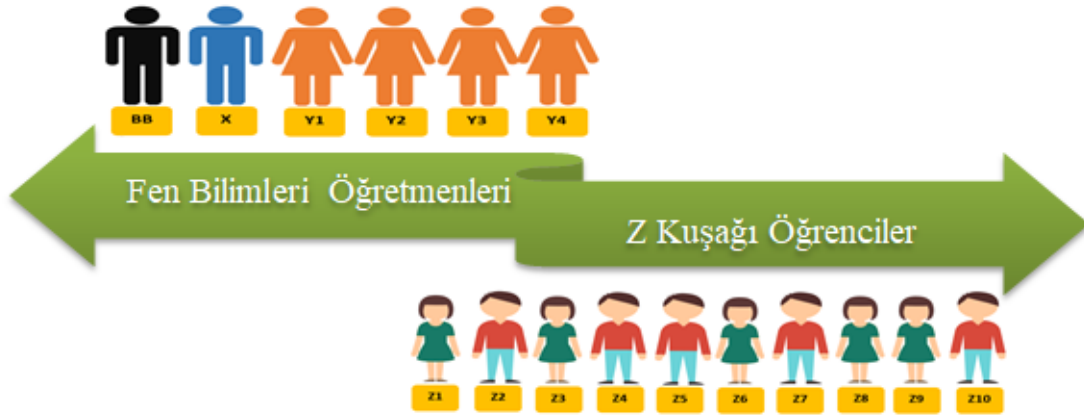 BB X Y1 Y2 Y3 Y4
Fen Bilimleri Öğretmenleri
Z Kuşağı Öğrenciler
Z1 Z2 Z3 Z4 Z5 Z6 Z7 Z8 Z9 Z10